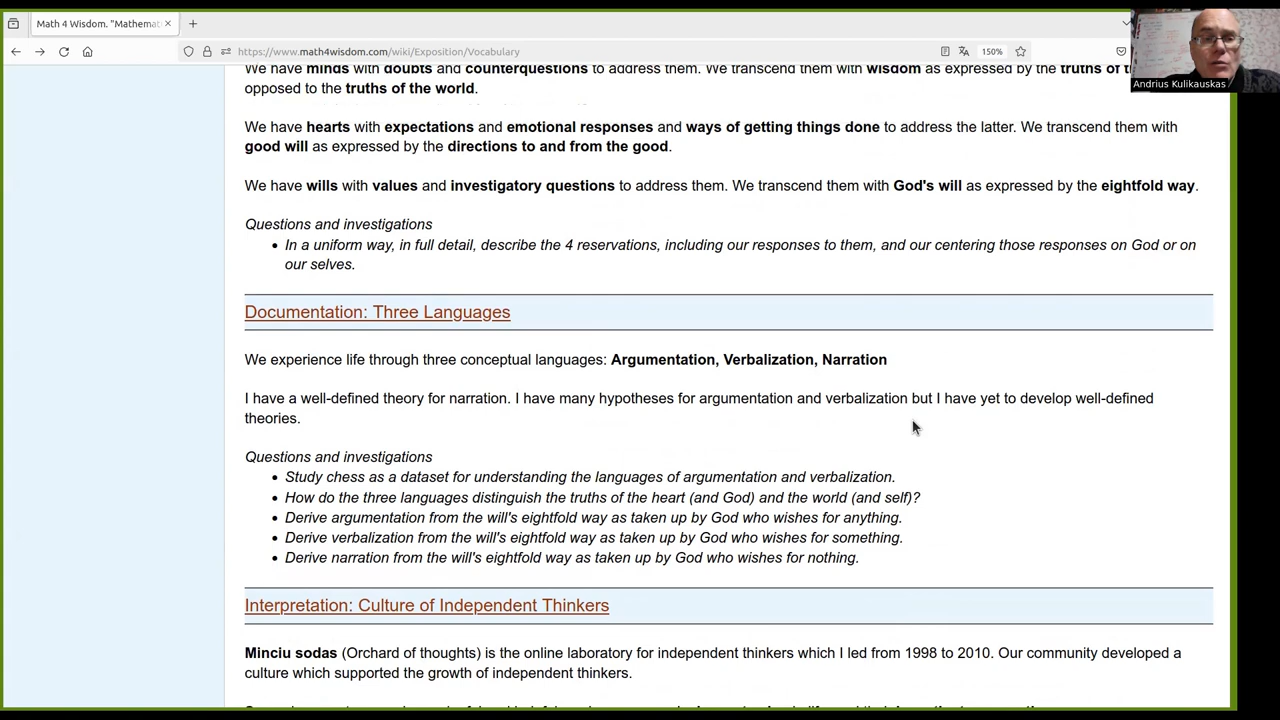 Math 4 Wisdom. "Mathemat
https://www.math4wisdom.com/wiki/Exposition/Vocabulary
150%
Andrius Kulikauskas
We have minds with doubts and counterquestions to address them. We transcend them with wisdom as expressed by the truths of
opposed to the truths of the world.
We have hearts with expectations and emotional responses and ways of getting things done to address the latter. We transcend them with
good will as expressed by the directions to and from the good.
We have wills with values and investigatory questions to address them. We transcend them with God's will as expressed by the eightfold way.
Questions and investigations
• In a uniform way, in full detail, describe the 4 reservations, including our responses to them, and our centering those responses on God or on
our selves.
Documentation: Three Languages
We experience life through three conceptual languages: Argumentation, Verbalization, Narration
I have a well-defined theory for narration. I have many hypotheses for argumentation and verbalization but I have yet to develop well-defined
theories.
Questions and investigations
• Study chess as a dataset for understanding the languages of argumentation and verbalization.
• How do the three languages distinguish the truths of the heart (and God) and the world (and self)?
• Derive argumentation from the will's eightfold way as taken up by God who wishes for anything.
• Derive verbalization from the will's eightfold way as taken up by God who wishes for something.
• Derive narration from the will's eightfold way as taken up by God who wishes for nothing.
Interpretation: Culture of Independent Thinkers
Minciu sodas (Orchard of thoughts) is the online laboratory for independent thinkers which I led from 1998 to 2010. Our community developed a
culture which supported the growth of independent thinkers.